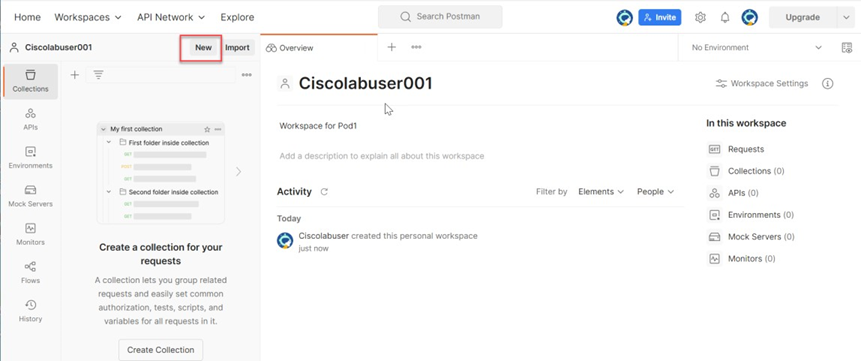 Home Workspaces API Network Explore Search Postman Invite Upgrade
Ciscolabuser001 New Import Overview No Environment
Collections
APIs
Environments
Mock Servers
Monitors
Flows
History
My first collection
First folder inside collection
GET
GET
Second folder inside collection
GET
GET
Create a collection for your
requests
A collection lets you group related
requests and easily set common
authorization, tests, scripts, and
variables for all requests in it.
Create Collection
Ciscolabuser001
Workspace Settings
Workspace for Pod1
Add a description to explain all about this workspace
Activity Filter by Elements People
Today
Ciscolabuser created this personal workspace
just now
In this workspace
GET Requests
Collections (0)
APIs (0)
Environments (0)
Mock Servers (0)
Monitors (0)